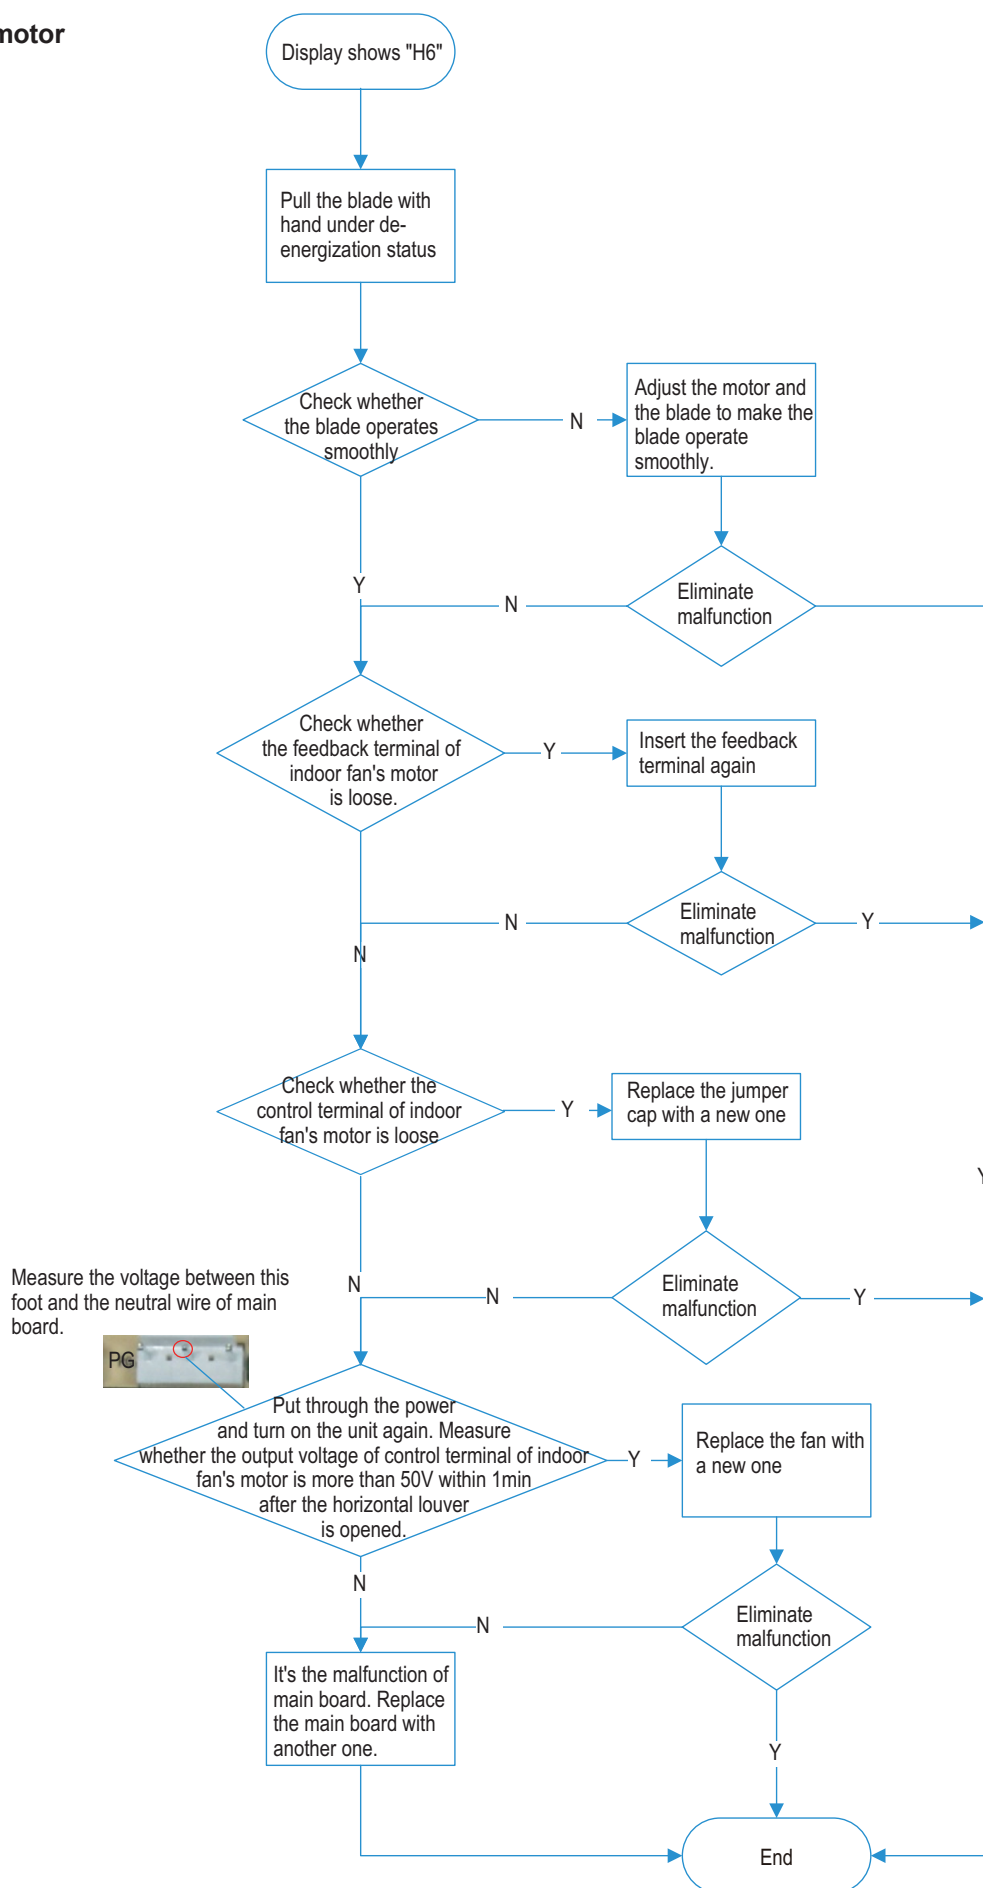 motor
Display shows "H6"
Pull the blade with
hand under de-
energization status
Check whether
the blade operates
smoothly
N
Adjust the motor and
the blade to make the
blade operate
smoothly.
Y
N
Eliminate
malfunction
Check whether
the feedback terminal of
indoor fan's motor
is loose.
Y
Insert the feedback
terminal again
N
Eliminate
malfunction
Y
N
Check whether the
control terminal of indoor
fan's motor is loose
Y
Replace the jumper
cap with a new one
Y
N
N
Eliminate
malfunction
Y
Measure the voltage between this
foot and the neutral wire of main
board.
PG
Put through the power
and turn on the unit again. Measure
whether the output voltage of control terminal of indoor
fan's motor is more than 50V within 1min
after the horizontal louver
is opened.
Y
Replace the fan with
a new one
N
N
Eliminate
malfunction
It's the malfunction of
main board. Replace
the main board with
another one.
Y
End